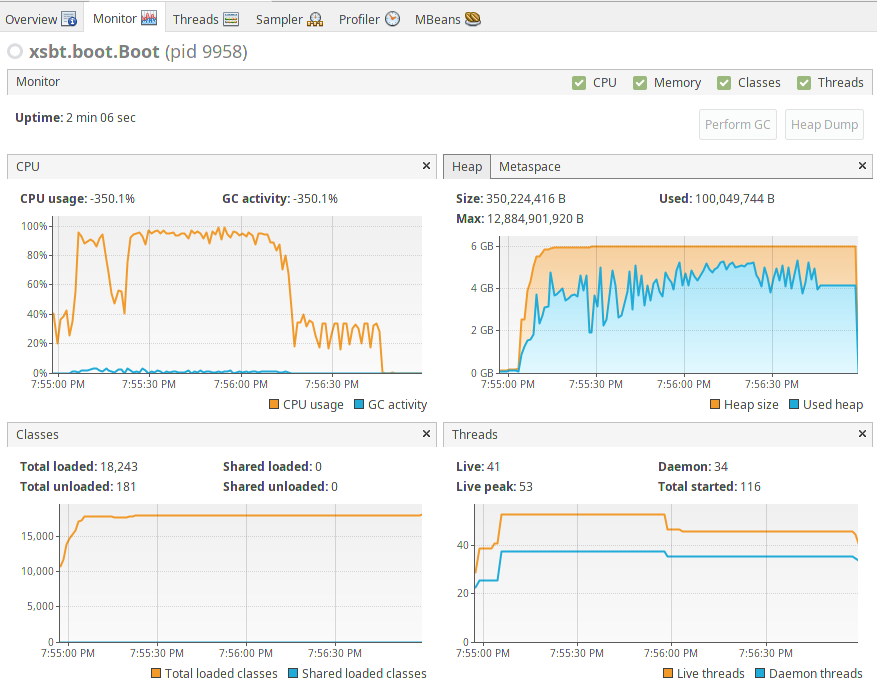 Overview Monitor Threads Sampler Profiler MBeans
xsbt.boot.Boot (pid 9958)
Monitor CPU Memory Classes Threads
Uptime: 2 min 06 sec
Perform GC Heap Dump
CPU
CPU usage: -350.1% GC activity: -350.1%
100%
80%
60%
40%
20%
0%
7:55:00 PM 7:55:30 PM 7:56:00 PM 7:56:30 PM
CPU usage GC activity
Heap Metaspace
Size: 350,224,416 B Used: 100,049,744 B
Max: 12,884,901,920 B
6 GB
4 GB
2 GB
0 GB
7:55:00 PM 7:55:30 PM 7:56:00 PM 7:56:30 PM
Heap size Used heap
Classes
Total loaded: 18,243 Shared loaded: 0
Total unloaded: 181 Shared unloaded: 0
15,000
10,000
5,000
0
7:55:00 PM 7:55:30 PM 7:56:00 PM 7:56:30 PM
Total loaded classes Shared loaded classes
Threads
Live: 41 Daemon: 34
Live peak: 53 Total started: 116
40
20
0
7:55:00 PM 7:55:30 PM 7:56:00 PM 7:56:30 PM
Live threads Daemon threads